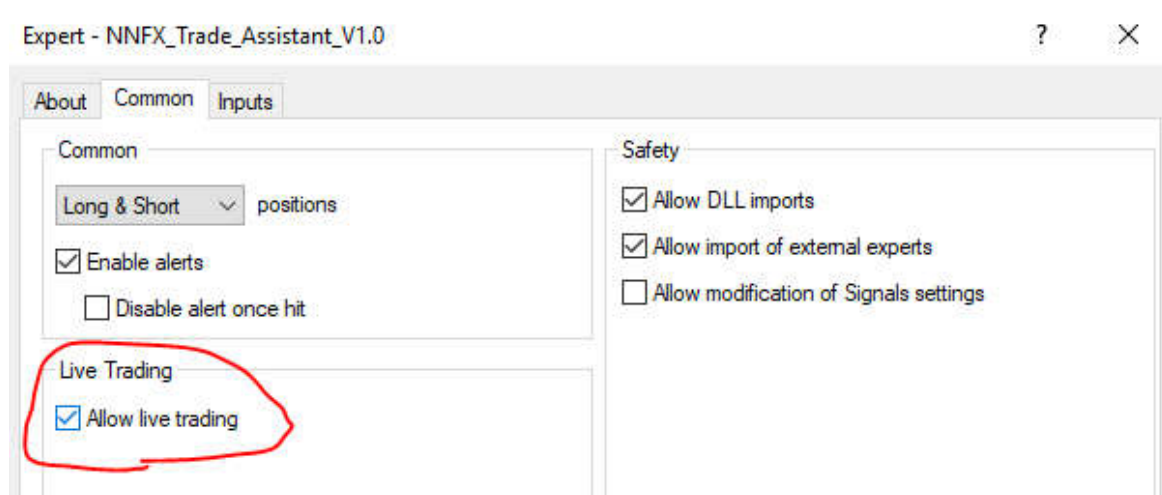 Expert - NNFX_Trade_Assistant_V1.0
?
About Common Inputs
Common
Long & Short positions
Enable alerts
Disable alert once hit
Live Trading
Allow live trading
Safety
Allow DLL imports
Allow import of external experts
Allow modification of Signals settings